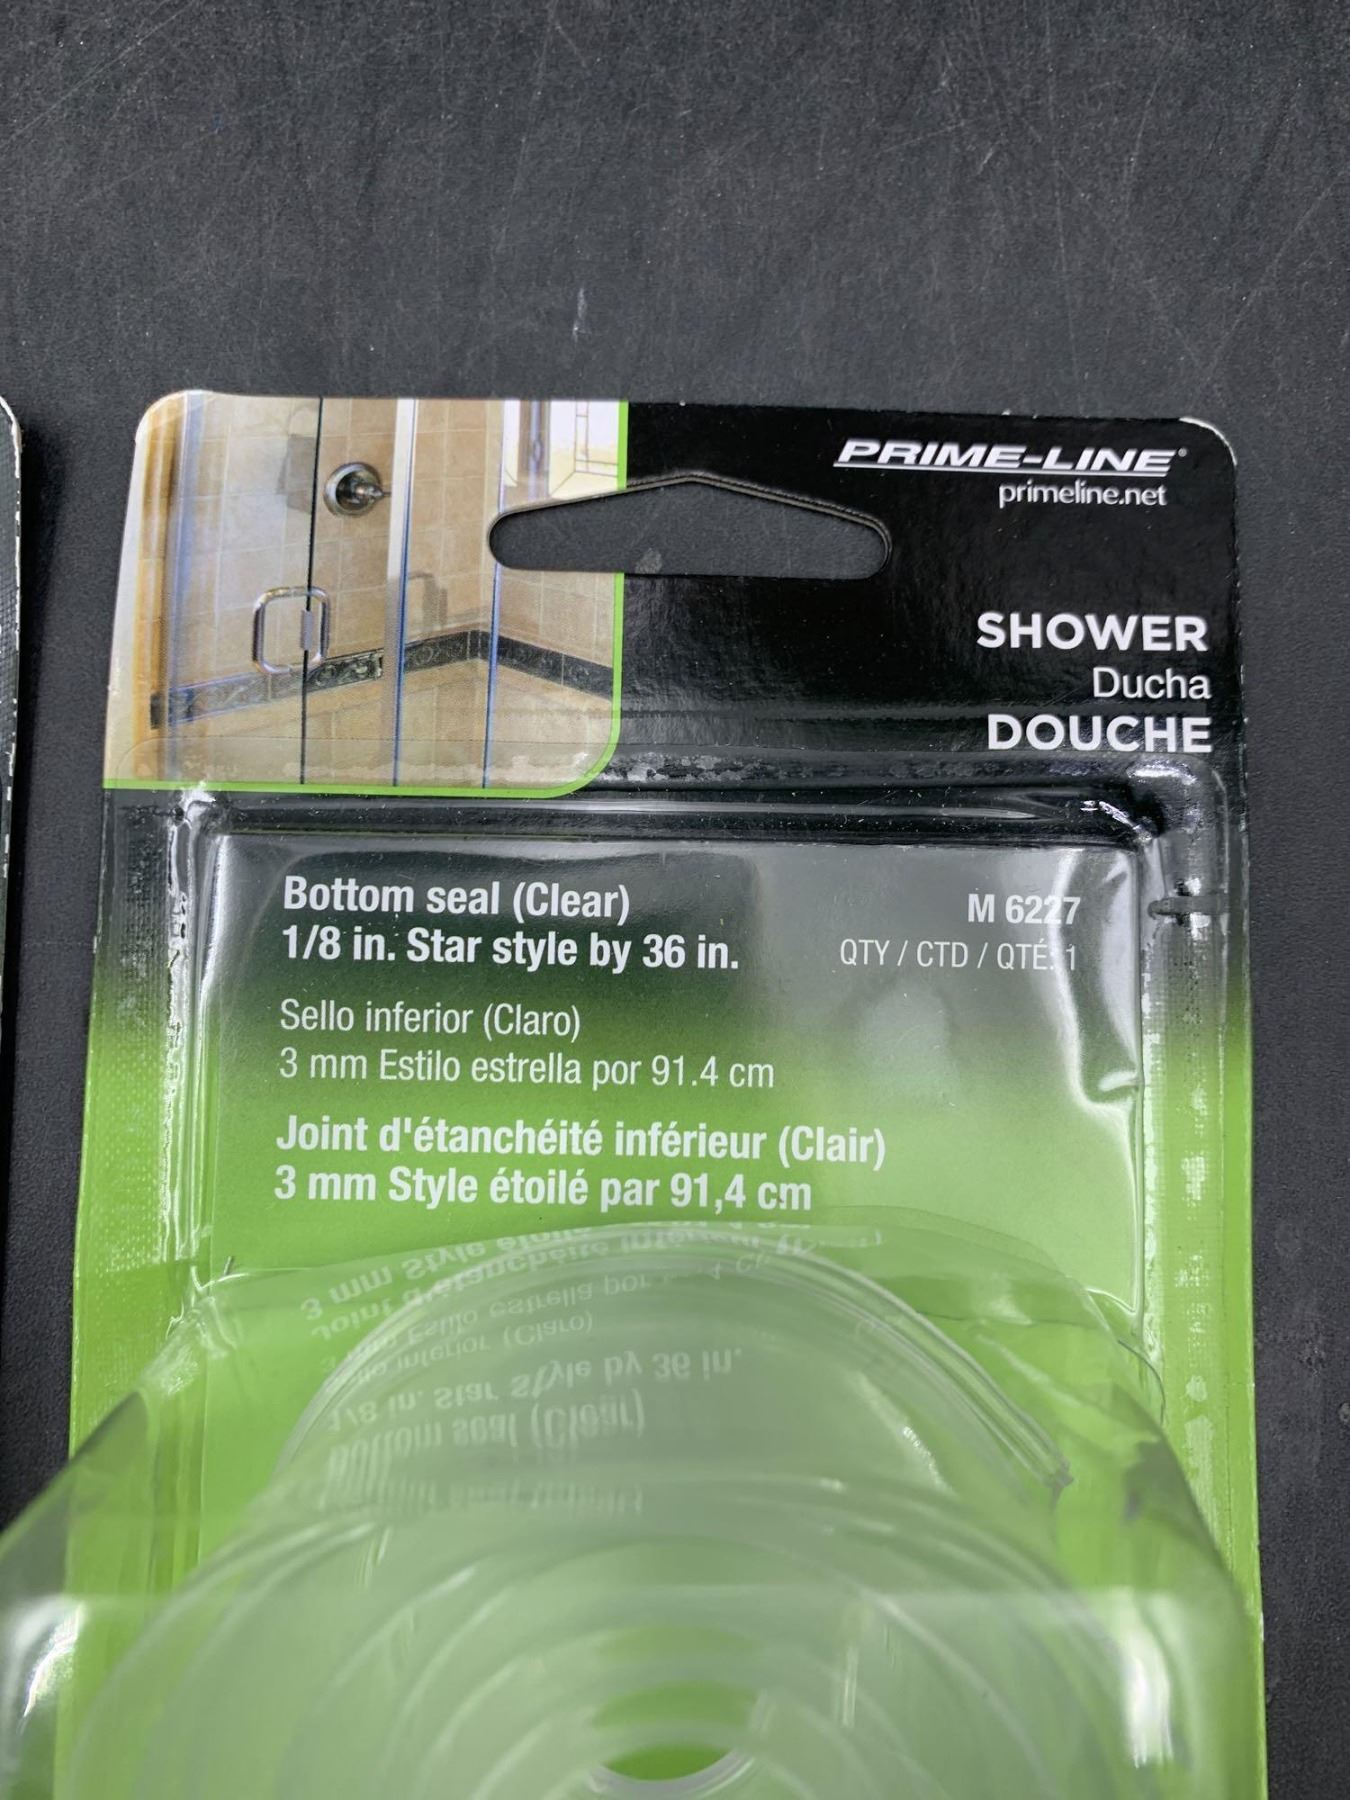 PRIME-LINE®
primeline.net
SHOWER
Ducha
DOUCHE
Bottom seal (Clear)
1/8 in. Star style by 36 in.
M 6227
QTY / CTD / QTÉ: 1
Sello inferior (Claro)
3 mm Estilo estrella por 91.4 cm
Joint d'étanchéité inférieur (Clair)
3 mm Style étoilé par 91,4 cm